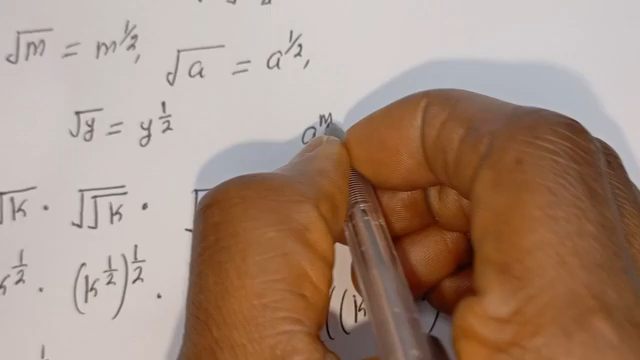 √m = m^½, √a = a^½,
√y = y^½ a^m
√k · √√k · √
k^½ · (k^½)^½ · ((k )